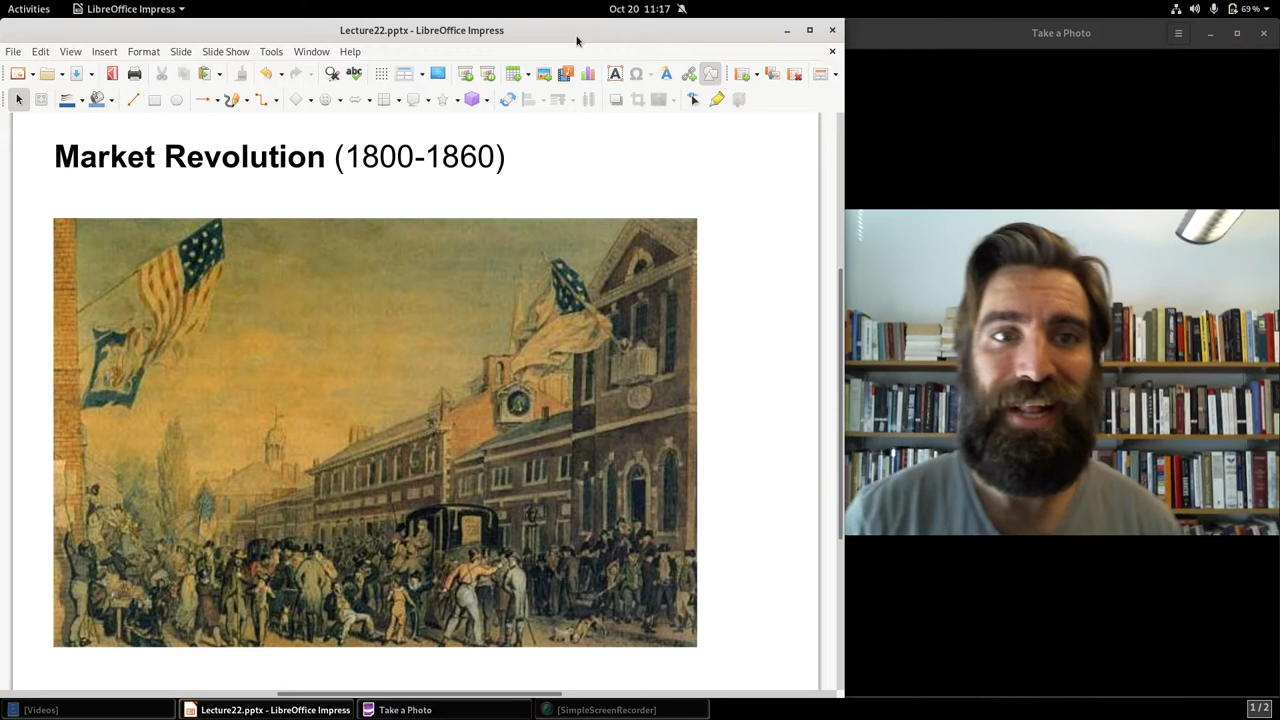 Activities LibreOffice Impress Oct 20 11:17 69 %
Lecture22.pptx - LibreOffice Impress
Take a Photo
File Edit View Insert Format Slide Slide Show Tools Window Help
Market Revolution (1800-1860)
[Videos] Lecture22.pptx - LibreOffice Impress Take a Photo [SimpleScreenRecorder] 1 / 2